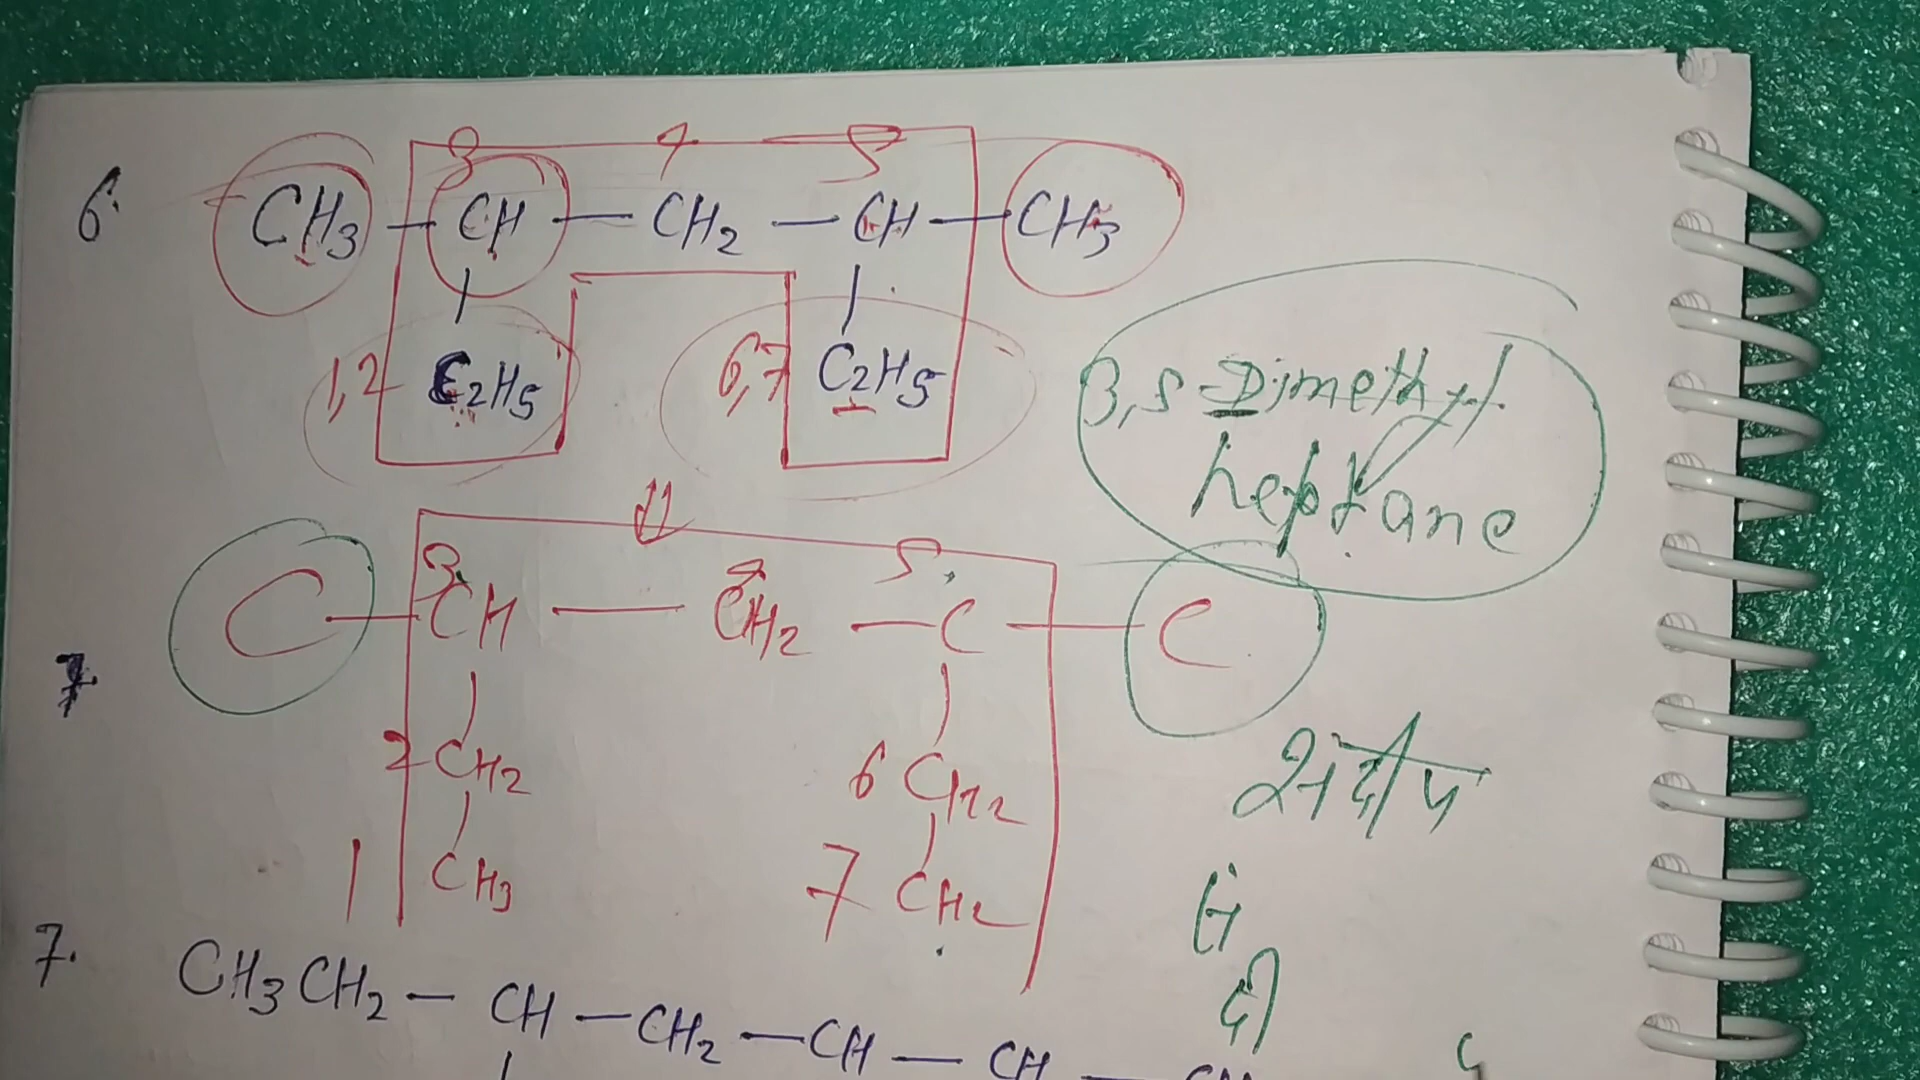 3 4 5
6. CH3 - CH - CH2 - CH - CH3
1,2 C2H5 6,7 C2H5
3,5-Dimethyl
heptane
3 4 5
C - CH - CH2 - C - C
7
2 CH2 6 CH2
संदीप
1 CH3 7 CH2
सं
दी
7. CH3CH2 - CH - CH2 - CH - CH -